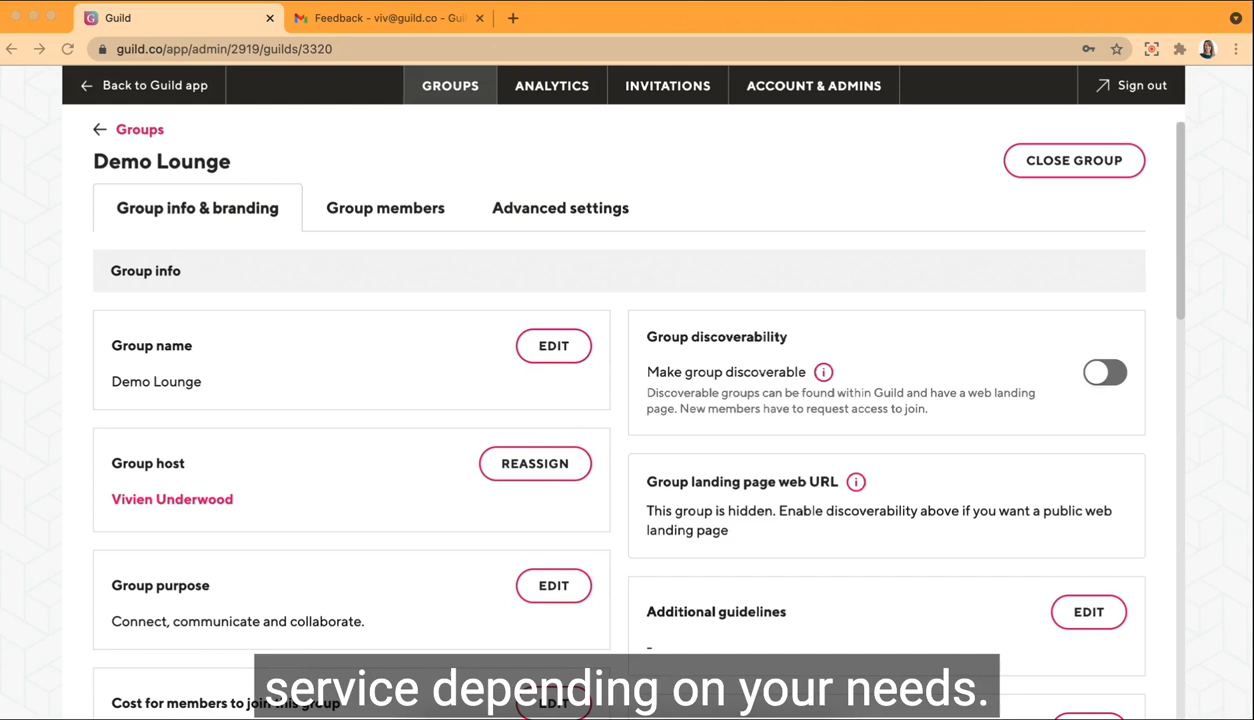 Guild
Feedback - viv@guild.co - Gui
guild.co/app/admin/2919/guilds/3320
Back to Guild app
GROUPS
ANALYTICS
INVITATIONS
ACCOUNT & ADMINS
Sign out
Groups
Demo Lounge
CLOSE GROUP
Group info & branding
Group members
Advanced settings
Group info
Group name
EDIT
Demo Lounge
Group host
REASSIGN
Vivien Underwood
Group purpose
EDIT
Connect, communicate and collaborate.
Cost for members to join this group
EDIT
Group discoverability
Make group discoverable
Discoverable groups can be found within Guild and have a web landing
page. New members have to request access to join.
Group landing page web URL
This group is hidden. Enable discoverability above if you want a public web
landing page
Additional guidelines
EDIT
-
service depending on your needs.